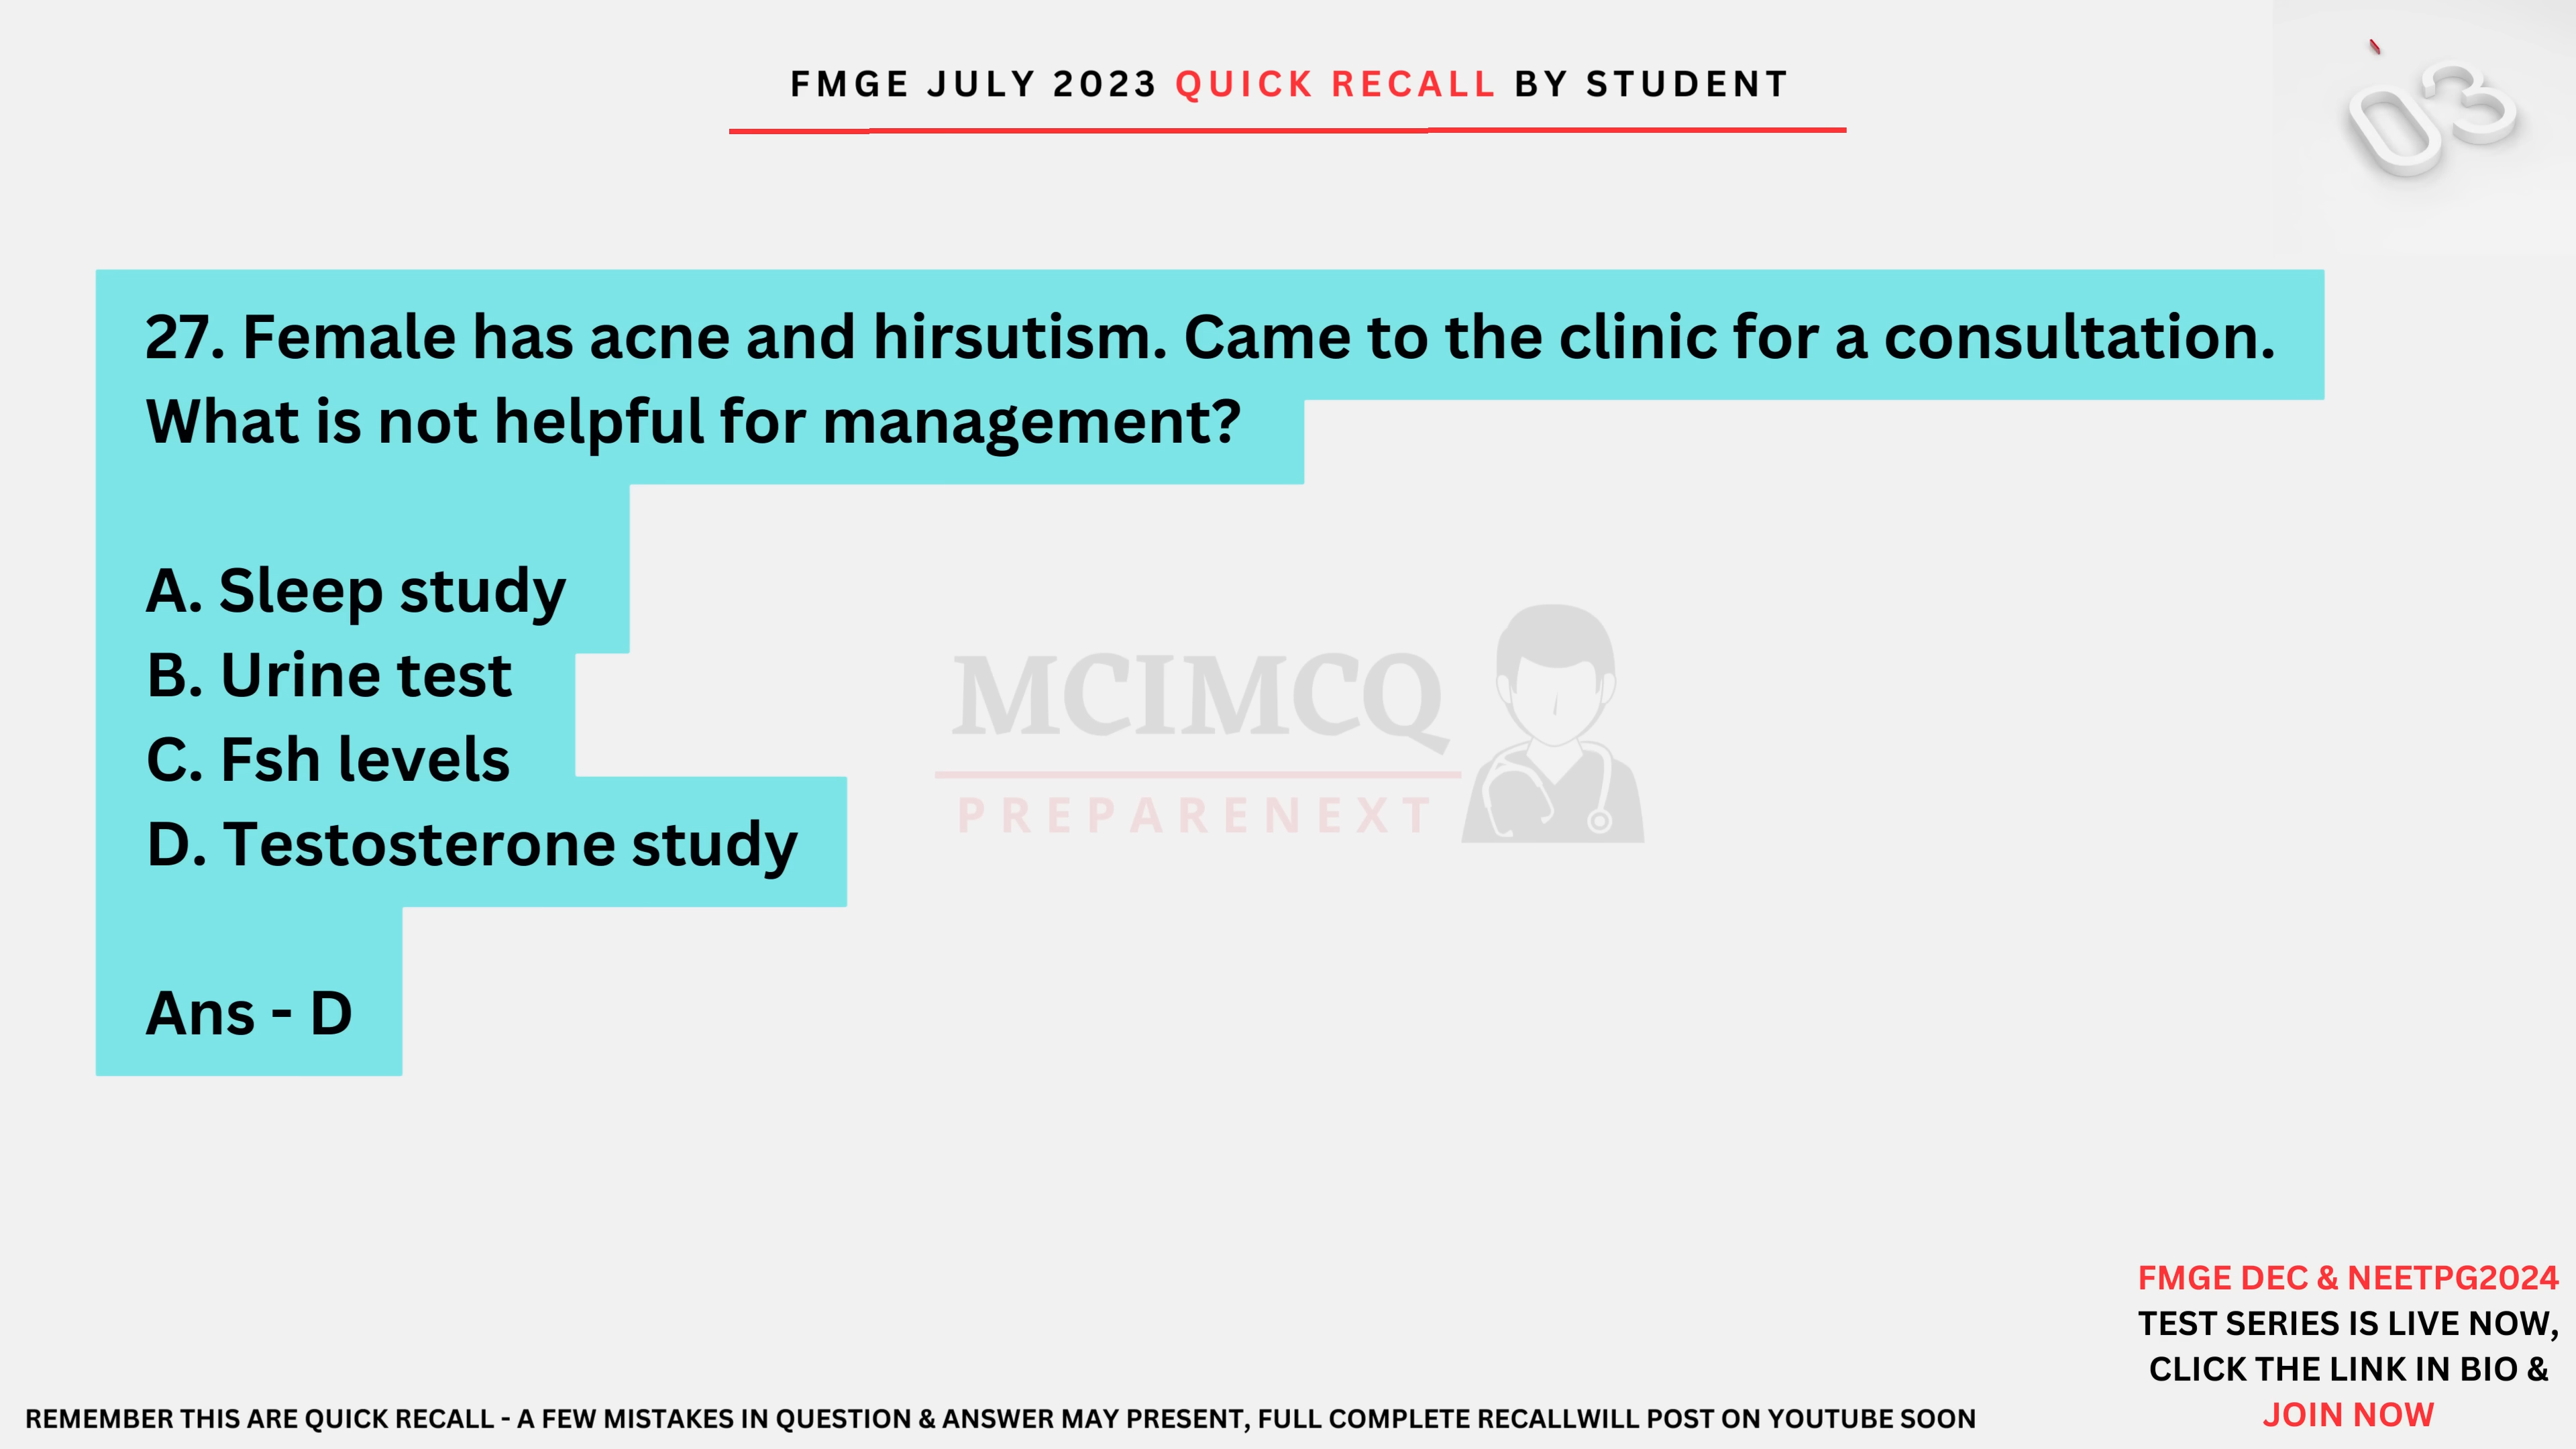 FMGE JULY 2023 QUICK RECALL BY STUDENT
03
27. Female has acne and hirsutism. Came to the clinic for a consultation.
What is not helpful for management?
A. Sleep study
B. Urine test
C. Fsh levels
D. Testosterone study
Ans - D
MCIMCQ
PREPARENEXT
FMGE DEC & NEETPG2024
TEST SERIES IS LIVE NOW,
CLICK THE LINK IN BIO &
JOIN NOW
REMEMBER THIS ARE QUICK RECALL - A FEW MISTAKES IN QUESTION & ANSWER MAY PRESENT, FULL COMPLETE RECALLWILL POST ON YOUTUBE SOON